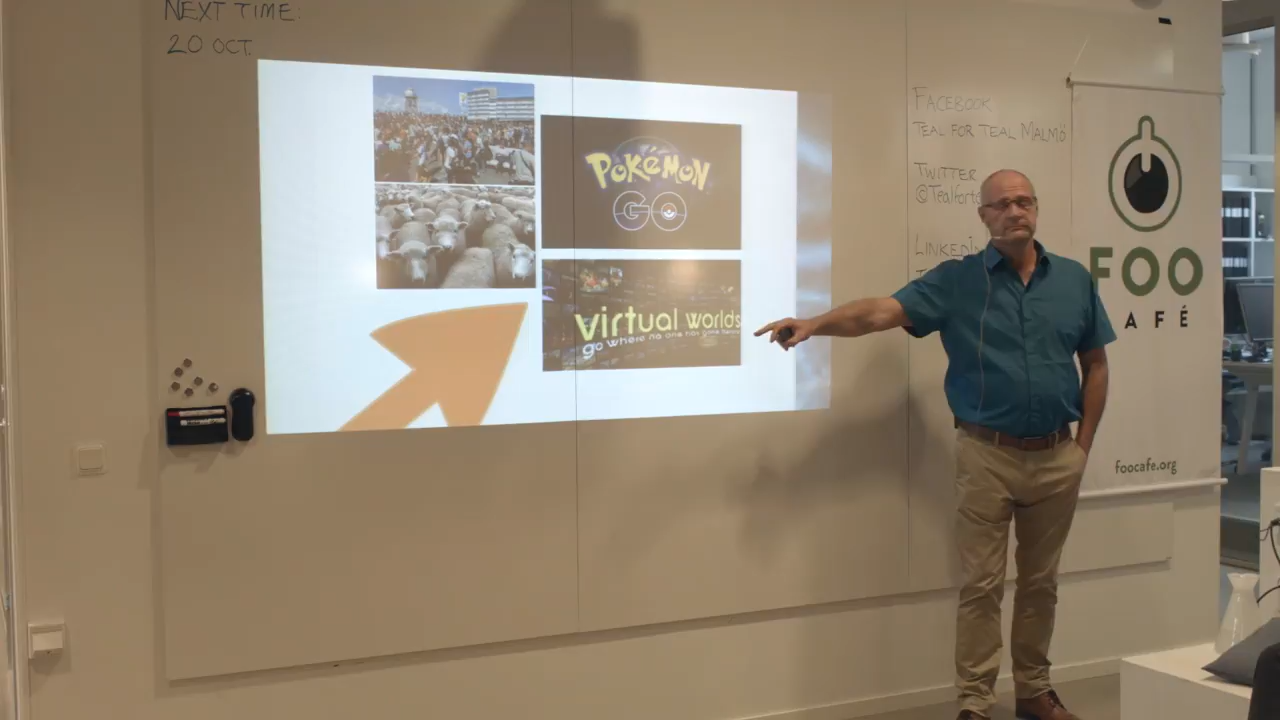 NEXT TIME:
20 OCT.
POKéMON
GO
virtual worlds
go where no one has gone before
FACEBOOK
TEAL FOR TEAL MALMÖ
TWITTER
LINKEDIN
FOO
CAFÉ
foocafe.org